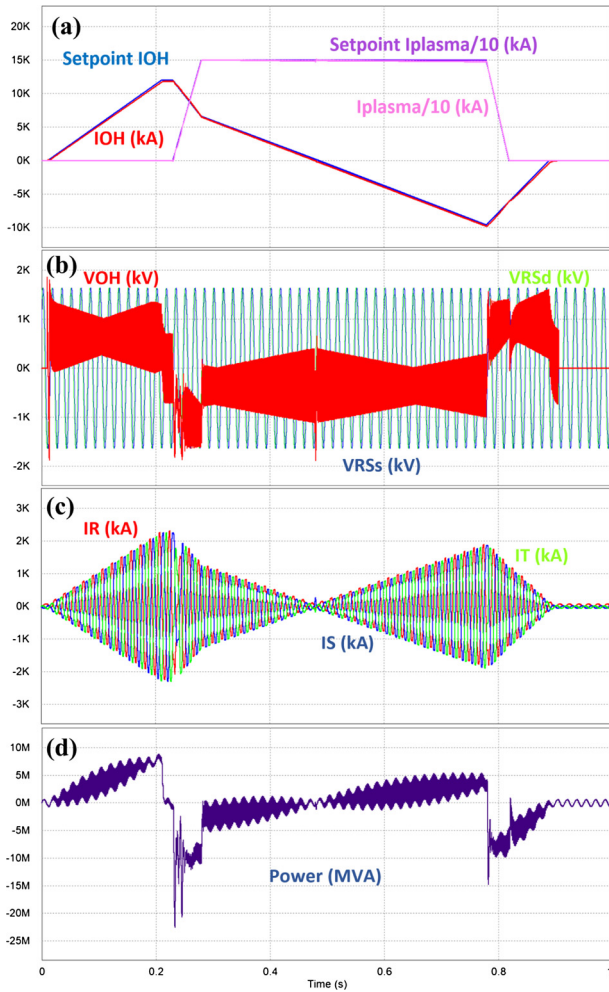 (a)
20K
Setpoint IOH
Setpoint Iplasma/10 (kA)
15K
10K
IOH (kA)
Iplasma/10 (kA)
5K
0K
-5K
-10K
(b)
2K
VOH (kV)
VRSd (kV)
1K
0K
-1K
-2K
VRSs (kV)
(c)
3K
IR (kA)
IT (kA)
2K
1K
0K
-1K
IS (kA)
-2K
-3K
(d)
10M
5M
0M
-5M
-10M
Power (MVA)
-15M
-20M
-25M
0 0.2 0.4 0.6 0.8 1
Time (s)